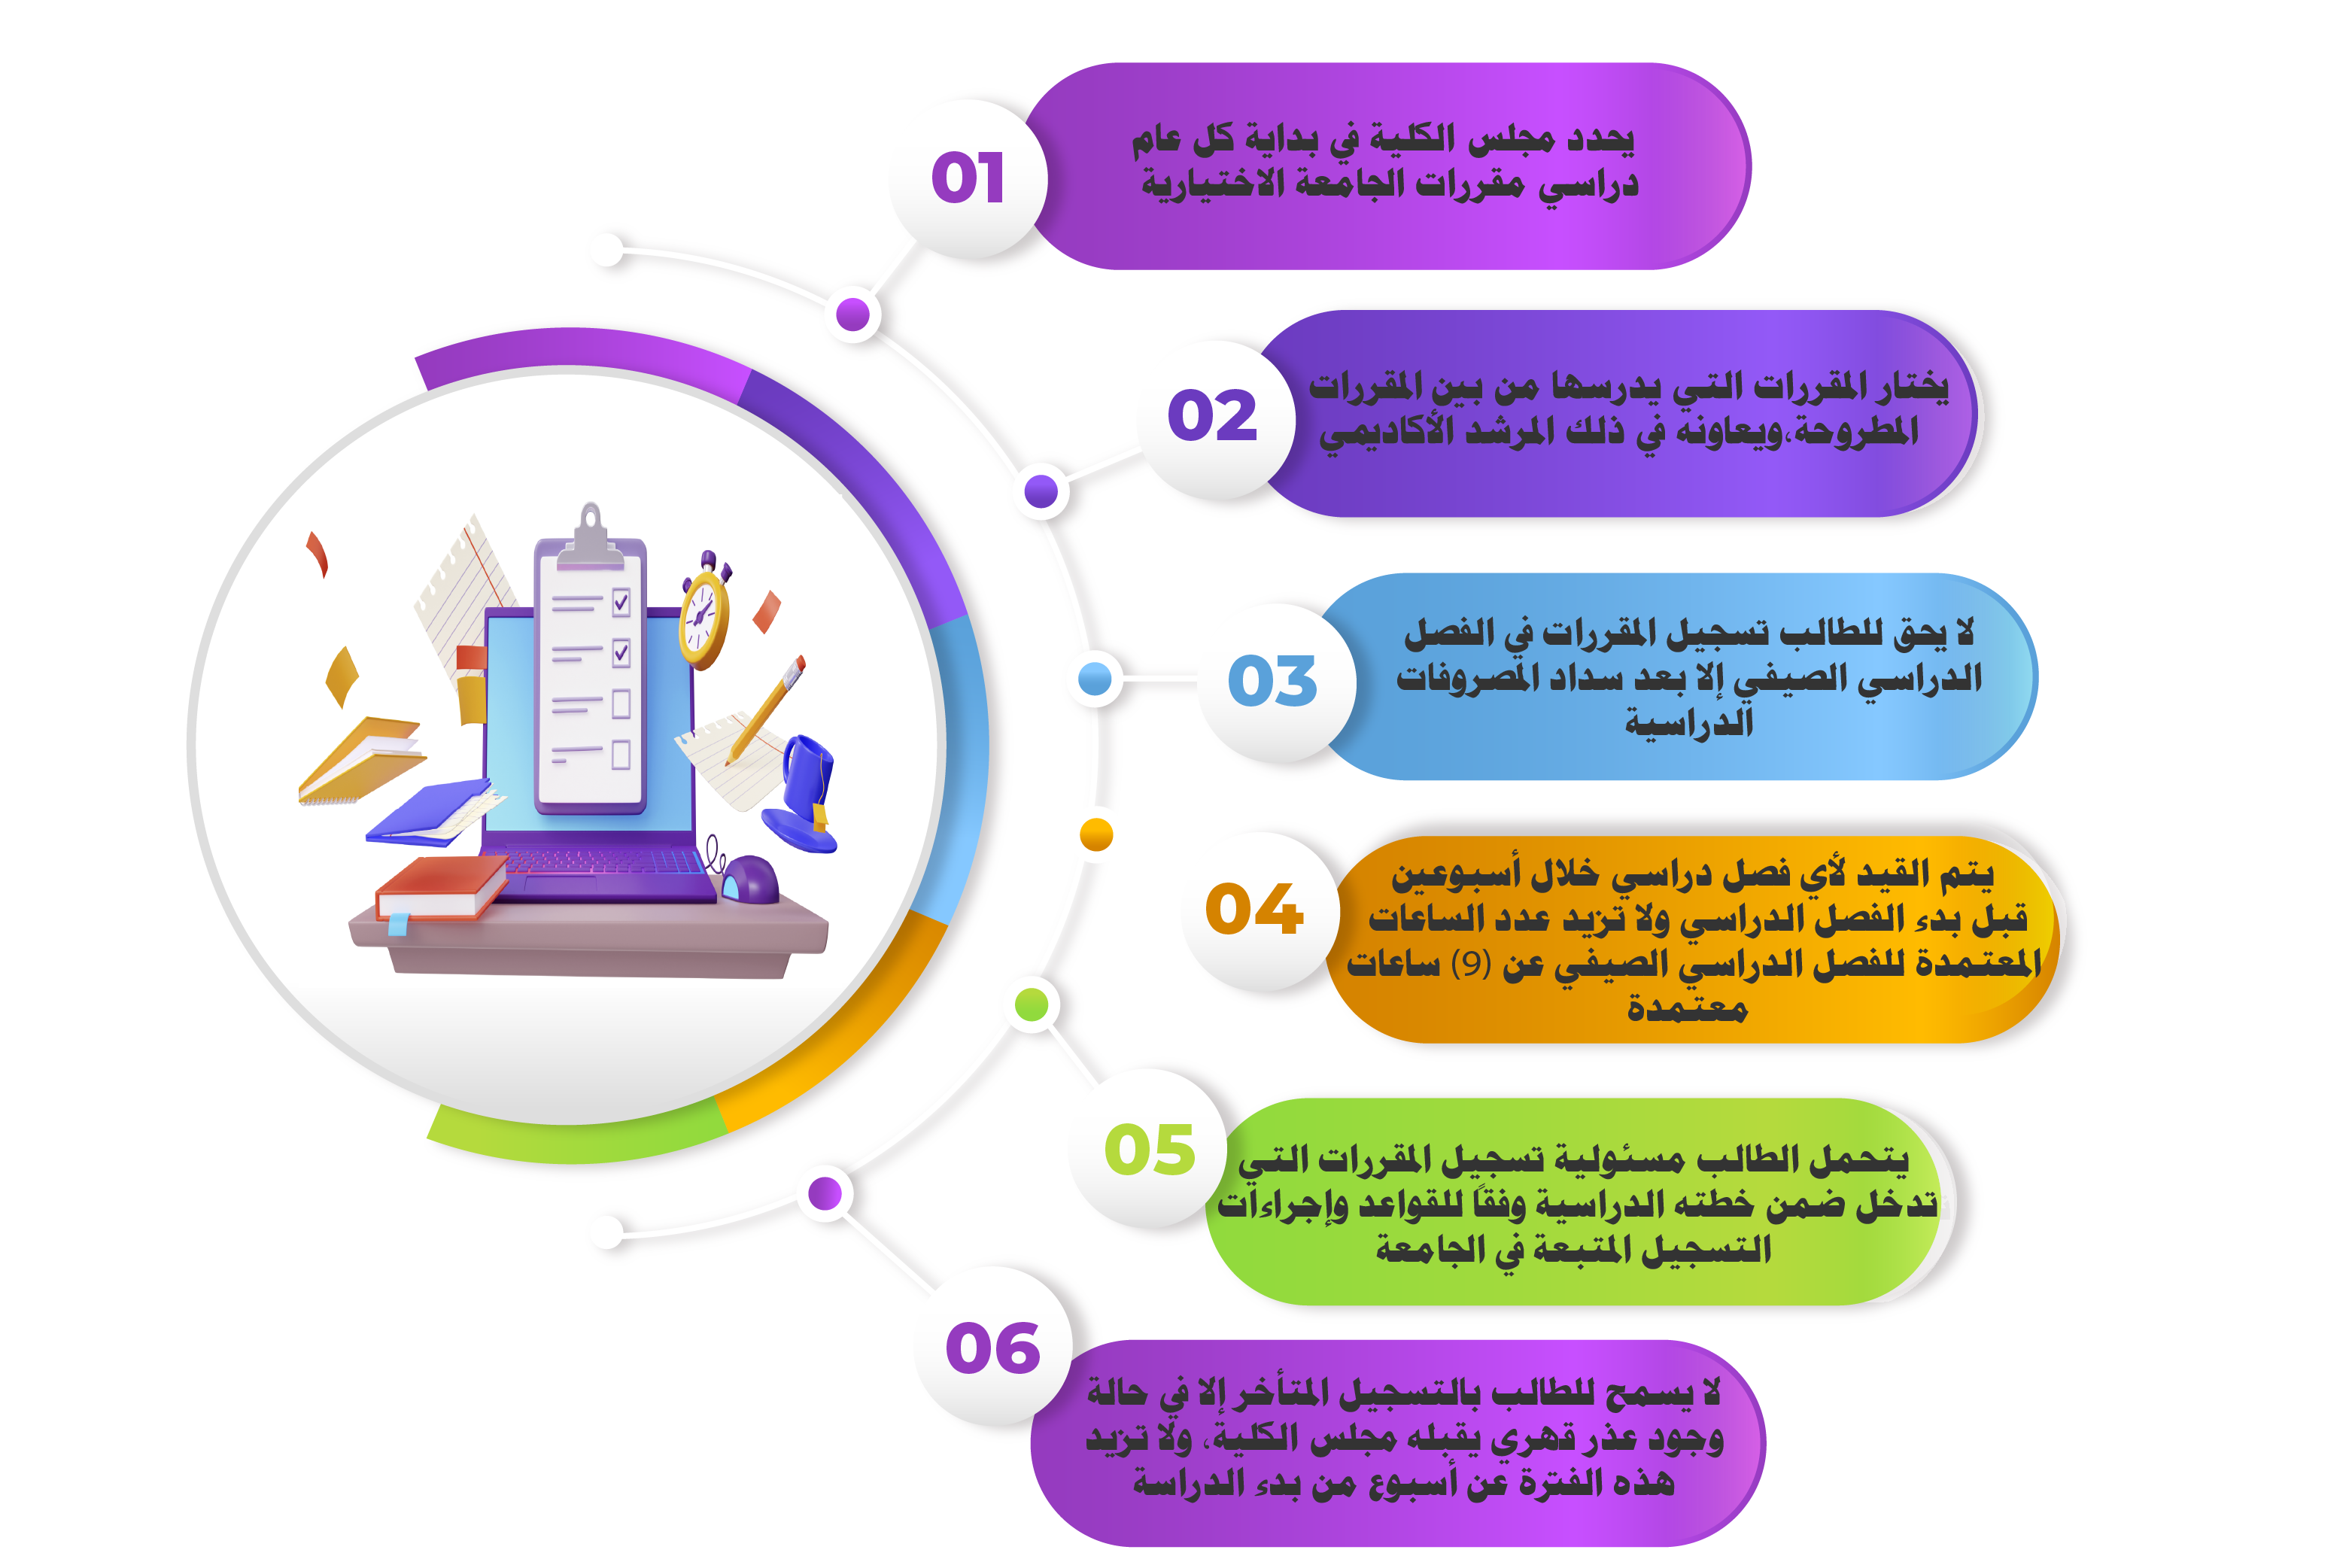 01
يحدد مجلس الكلية في بداية كل عام
دراسي مقررات الجامعة الاختيارية
02
يختار المقررات التي يدرسها من بين المقررات
المطروحة،ويعاونه في ذلك المرشد الأكاديمي
03
لا يحق للطالب تسجيل المقررات في الفصل
الدراسي الصيفي إلا بعد سداد المصروفات
الدراسية
04
يتم القيد لأي فصل دراسي خلال أسبوعين
قبل بدء الفصل الدراسي ولا تزيد عدد الساعات
المعتمدة للفصل الدراسي الصيفي عن (9) ساعات
معتمدة
05
يتحمل الطالب مسئولية تسجيل المقررات التي
تدخل ضمن خطته الدراسية وفقاً للقواعد وإجراءات
التسجيل المتبعة في الجامعة
06
لا يسمح للطالب بالتسجيل المتأخر إلا في حالة
وجود عذر قهري يقبله مجلس الكلية، ولا تزيد
هذه الفترة عن أسبوع من بدء الدراسة